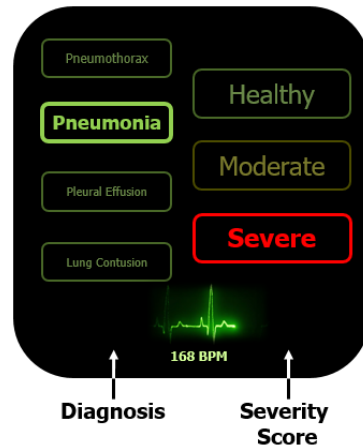 Pneumothorax
Pneumonia
Pleural Effusion
Lung Contusion
Healthy
Moderate
Severe
168 BPM
Diagnosis
Severity
Score